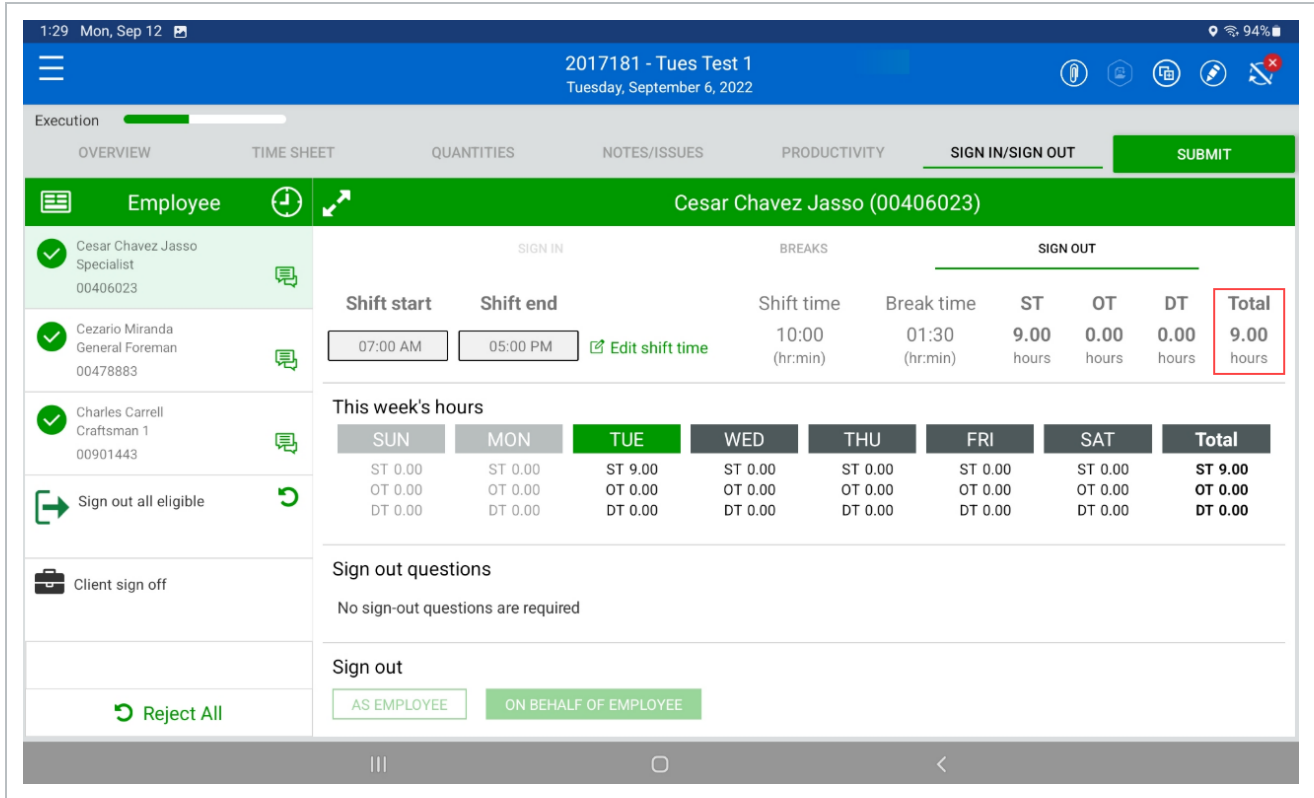 1:29 Mon, Sep 12 94%
2017181 - Tues Test 1
Tuesday, September 6, 2022
Execution
OVERVIEW TIME SHEET QUANTITIES NOTES/ISSUES PRODUCTIVITY SIGN IN/SIGN OUT SUBMIT
Employee Cesar Chavez Jasso (00406023)
Cesar Chavez Jasso
Specialist
00406023
Cezario Miranda
General Foreman
00478883
Charles Carrell
Craftsman 1
00901443
Sign out all eligible
Client sign off
Reject All
SIGN IN BREAKS SIGN OUT
Shift start Shift end Shift time Break time ST OT DT Total
07:00 AM 05:00 PM Edit shift time 10:00 01:30 9.00 0.00 0.00 9.00
(hr:min) (hr:min) hours hours hours hours
This week's hours
SUN MON TUE WED THU FRI SAT Total
ST 0.00 ST 0.00 ST 9.00 ST 0.00 ST 0.00 ST 0.00 ST 0.00 ST 9.00
OT 0.00 OT 0.00 OT 0.00 OT 0.00 OT 0.00 OT 0.00 OT 0.00 OT 0.00
DT 0.00 DT 0.00 DT 0.00 DT 0.00 DT 0.00 DT 0.00 DT 0.00 DT 0.00
Sign out questions
No sign-out questions are required
Sign out
AS EMPLOYEE ON BEHALF OF EMPLOYEE